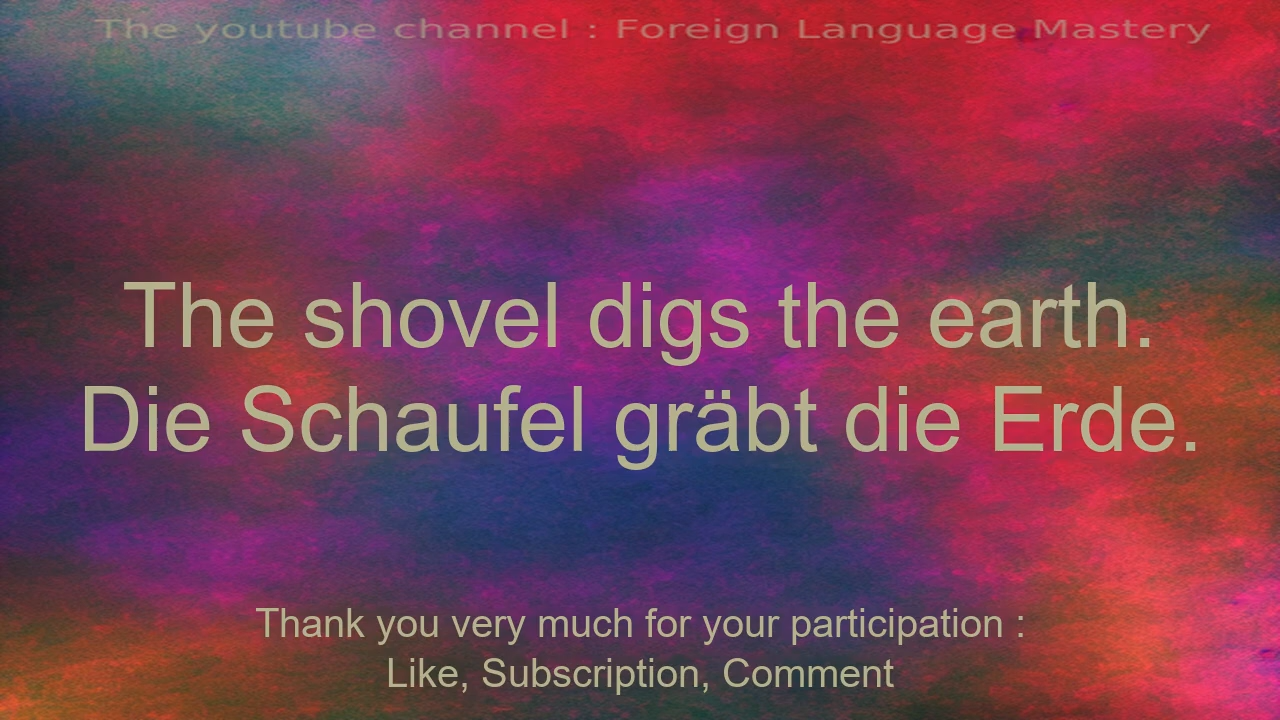 The youtube channel : Foreign Language Mastery
The shovel digs the earth.
Die Schaufel gräbt die Erde.
Thank you very much for your participation :
Like, Subscription, Comment